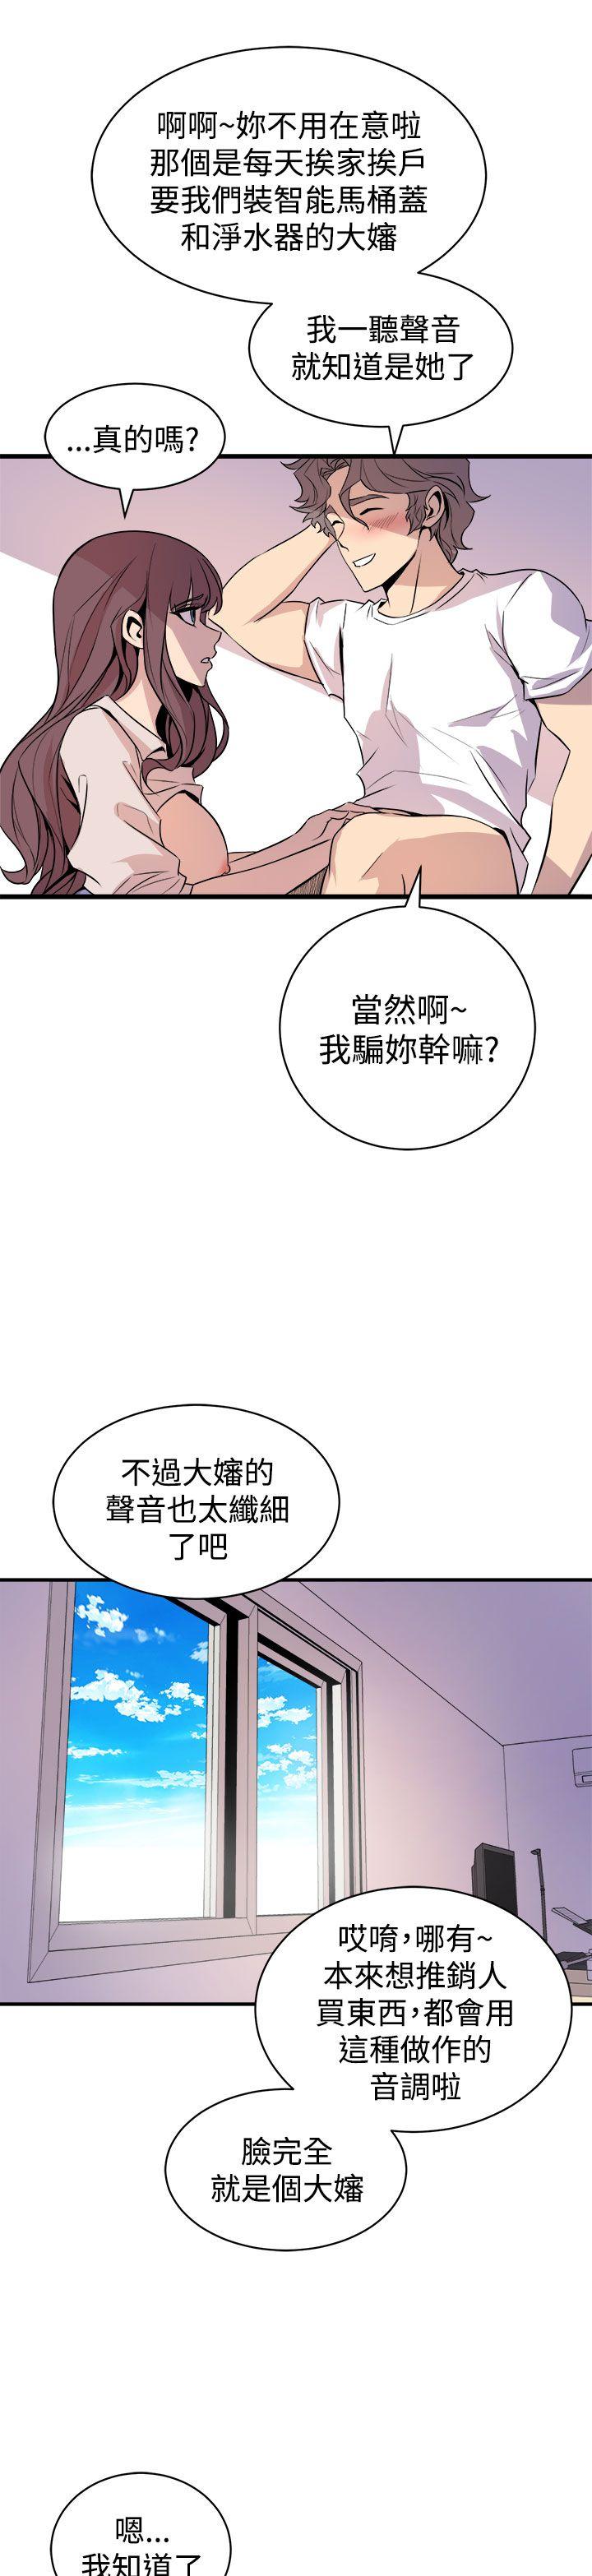 啊啊~妳不用在意啦
那個是每天挨家挨戶
要我們裝智能馬桶蓋
和淨水器的大嬸
我一聽聲音
就知道是她了
...真的嗎?
當然啊~
我騙妳幹嘛?
不過大嬸的
聲音也太纖細
了吧
哎唷,哪有~
本來想推銷人
買東西,都會用
這種做作的
音調啦
臉完全
就是個大嬸
嗯...
我知道了